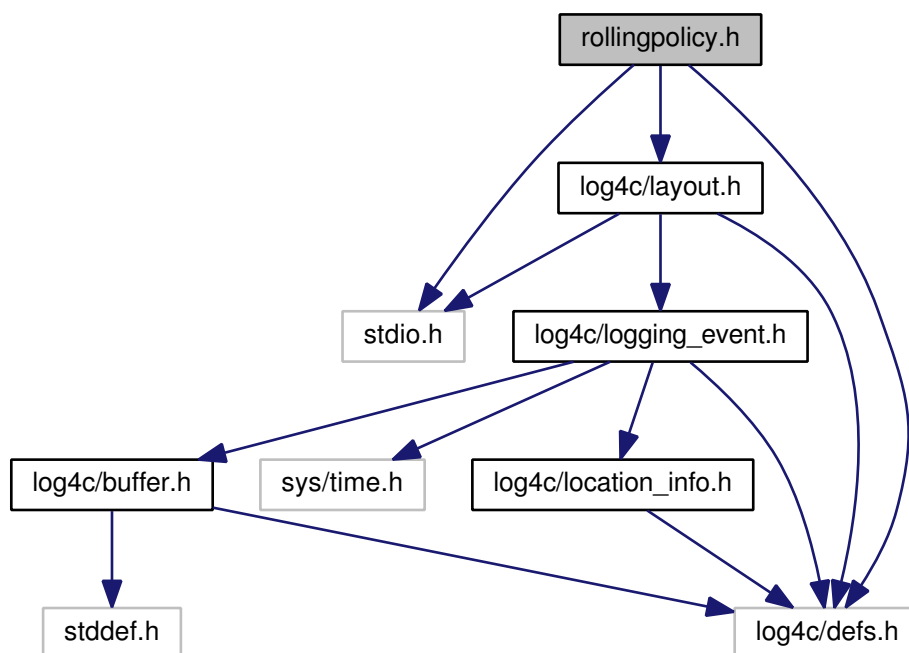 rollingpolicy.h
log4c/layout.h
stdio.h
log4c/logging_event.h
log4c/buffer.h
sys/time.h
log4c/location_info.h
stddef.h
log4c/defs.h